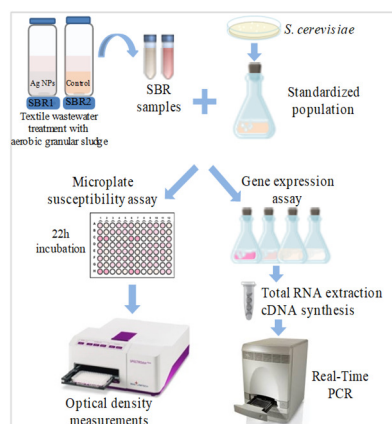 Ag NPs
Control
SBR1
SBR2
Textile wastewater
treatment with
aerobic granular sludge
SBR
samples
S. cerevisiae
Standardized
population
Microplate
susceptibility assay
22h
incubation
Gene expression
assay
Total RNA extraction
cDNA synthesis
Optical density
measurements
Real-Time
PCR